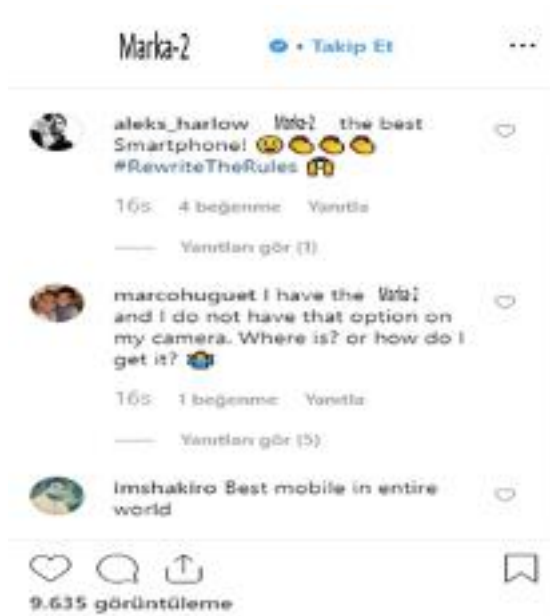 Marka-2 • Takip Et
aleks_harlow Marka-2 the best
Smartphone!
#RewriteTheRules
16s 4 beğenme Yanıtla
Yanıtları gör (1)
marcohuguet I have the Marka-2
and I do not have that option on
my camera. Where is? or how do I
get it?
16s 1 beğenme Yanıtla
Yanıtları gör (5)
imshakiro Best mobile in entire
world
9.635 görüntüleme